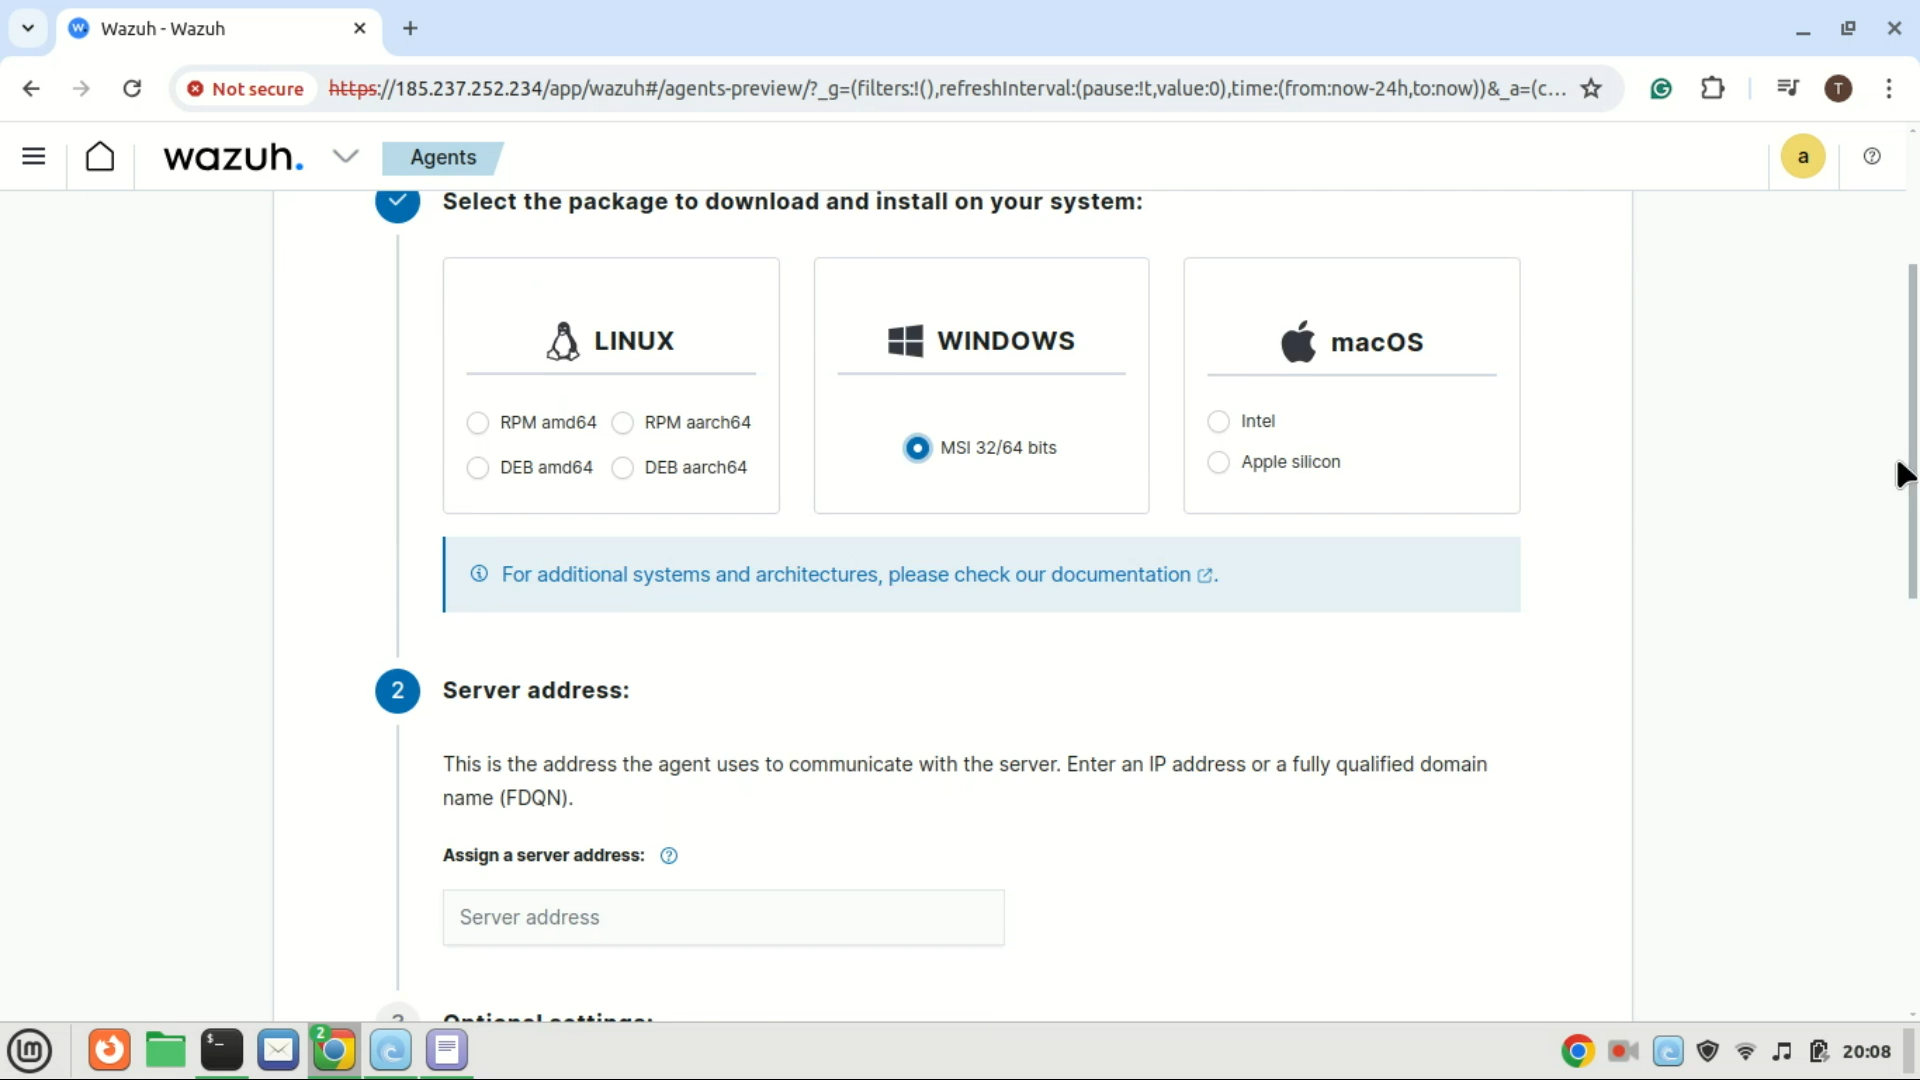 Wazuh - Wazuh
Not secure
https://185.237.252.234/app/wazuh#/agents-preview/?_g=(filters:!(),refreshInterval:(pause:!t,value:0),time:(from:now-24h,to:now))&_a=(c...
T
wazuh.
Agents
a
Select the package to download and install on your system:
LINUX
WINDOWS
macOS
RPM amd64
RPM aarch64
DEB amd64
DEB aarch64
MSI 32/64 bits
Intel
Apple silicon
For additional systems and architectures, please check our documentation.
2
Server address:
This is the address the agent uses to communicate with the server. Enter an IP address or a fully qualified domain
name (FDQN).
Assign a server address:
Server address
3
Optional settings:
$_
2
20:08